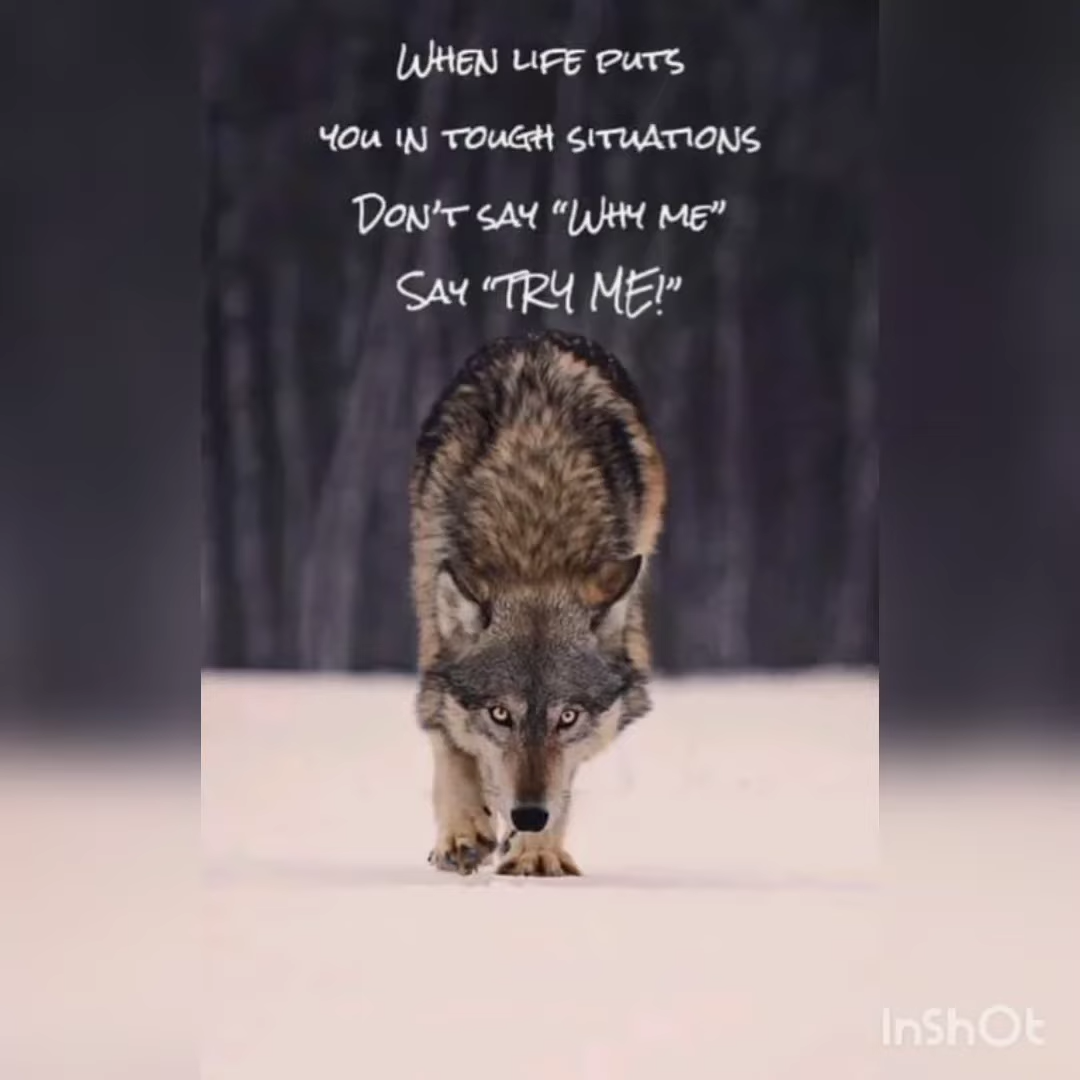 When life puts
you in tough situations
Don't say “Why me”
Say “TRY ME!”
InShOt